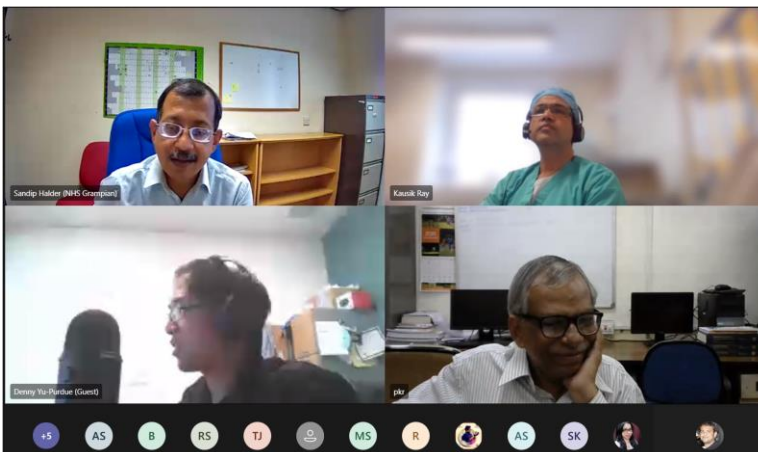 Sandip Halder (NHS Grampian)
Kausik Ray
Denny Yu-Purdue (Guest)
pkr
+5
AS
B
RS
TJ
MS
R
AS
SK